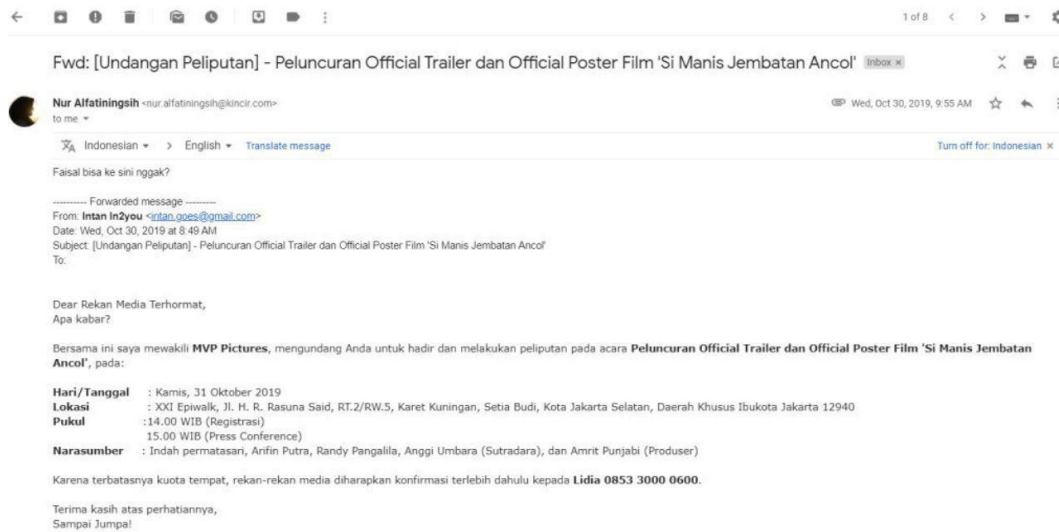 1 of 8
Fwd: [Undangan Peliputan] - Peluncuran Official Trailer dan Official Poster Film 'Si Manis Jembatan Ancol' Inbox x
Nur Alfatiningsih <nur.alfatiningsih@kincir.com>
Wed, Oct 30, 2019, 9:55 AM
to me
Indonesian > English Translate message
Turn off for: Indonesian x
Faisal bisa ke sini nggak?
---------- Forwarded message ---------
From: Intan In2you <intan.goes@gmail.com>
Date: Wed, Oct 30, 2019 at 8:49 AM
Subject: [Undangan Peliputan] - Peluncuran Official Trailer dan Official Poster Film 'Si Manis Jembatan Ancol'
To:
Dear Rekan Media Terhormat,
Apa kabar?
Bersama ini saya mewakili MVP Pictures, mengundang Anda untuk hadir dan melakukan peliputan pada acara Peluncuran Official Trailer dan Official Poster Film 'Si Manis Jembatan
Ancol', pada:
Hari/Tanggal : Kamis, 31 Oktober 2019
Lokasi : XXI Epiwalk, Jl. H. R. Rasuna Said, RT.2/RW.5, Karet Kuningan, Setia Budi, Kota Jakarta Selatan, Daerah Khusus Ibukota Jakarta 12940
Pukul :14.00 WIB (Registrasi)
15.00 WIB (Press Conference)
Narasumber : Indah permatasari, Arifin Putra, Randy Pangalila, Anggi Umbara (Sutradara), dan Amrit Punjabi (Produser)
Karena terbatasnya kuota tempat, rekan-rekan media diharapkan konfirmasi terlebih dahulu kepada Lidia 0853 3000 0600.
Terima kasih atas perhatiannya,
Sampai Jumpa!